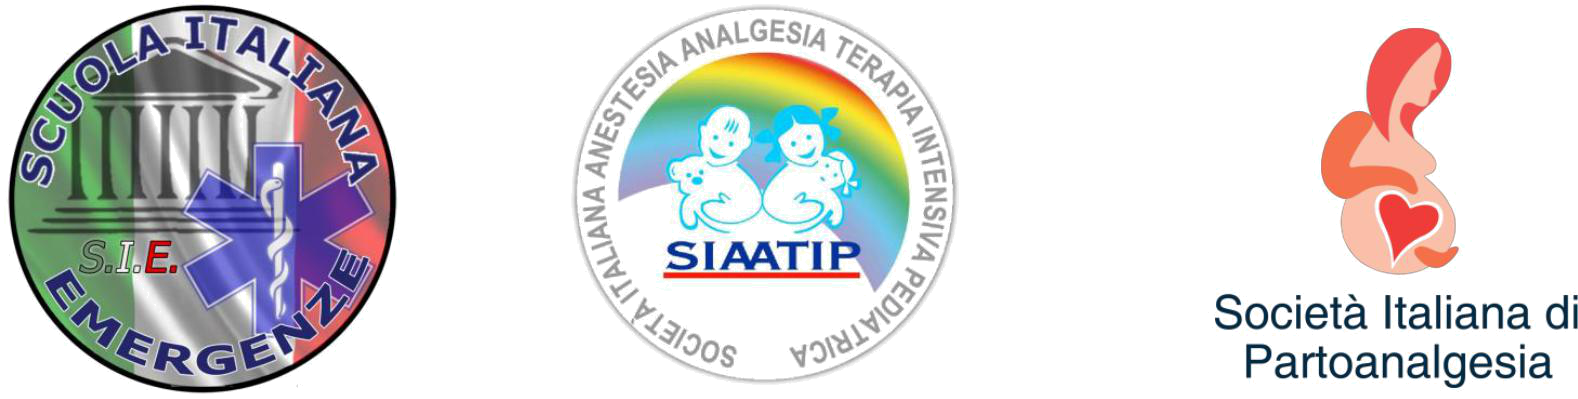 SCUOLA ITALIANA
S.I.E.
EMERGENZE
SOCIETÀ ITALIANA ANESTESIA ANALGESIA TERAPIA INTENSIVA PEDIATRICA
SIAATIP
Società Italiana di
Partoanalgesia